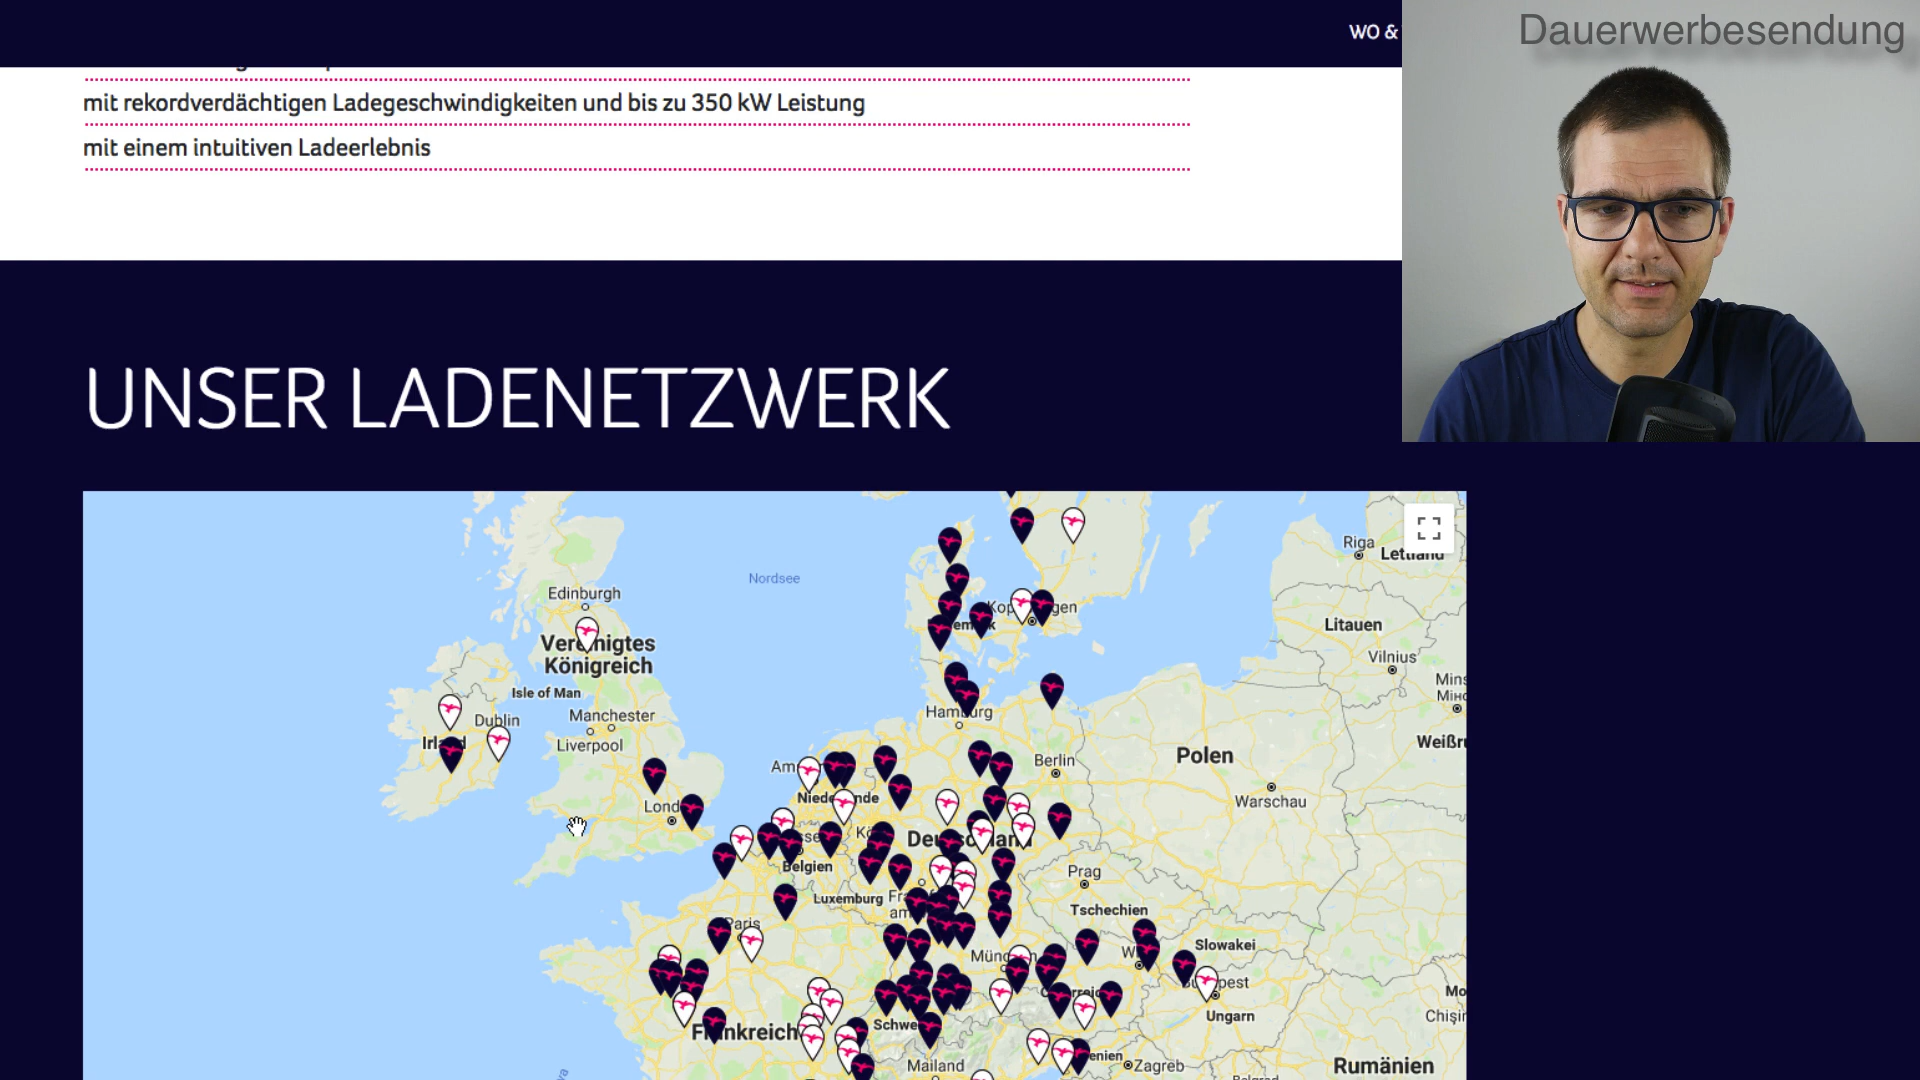 WO &
Dauerwerbesendung
mit rekordverdächtigen Ladegeschwindigkeiten und bis zu 350 kW Leistung
mit einem intuitiven Ladeerlebnis
UNSER LADENETZWERK
Nordsee
Riga
Lettland
Edinburgh
Vereinigtes
Königreich
Litauen
Vilnius
Isle of Man
Manchester
Dublin
Hamburg
Liverpool
Polen
Berlin
Warschau
Belgien
Prag
Luxemburg
Tschechien
Paris
Slowakei
Ungarn
Frankreich
Mailand
Zagreb
Rumänien